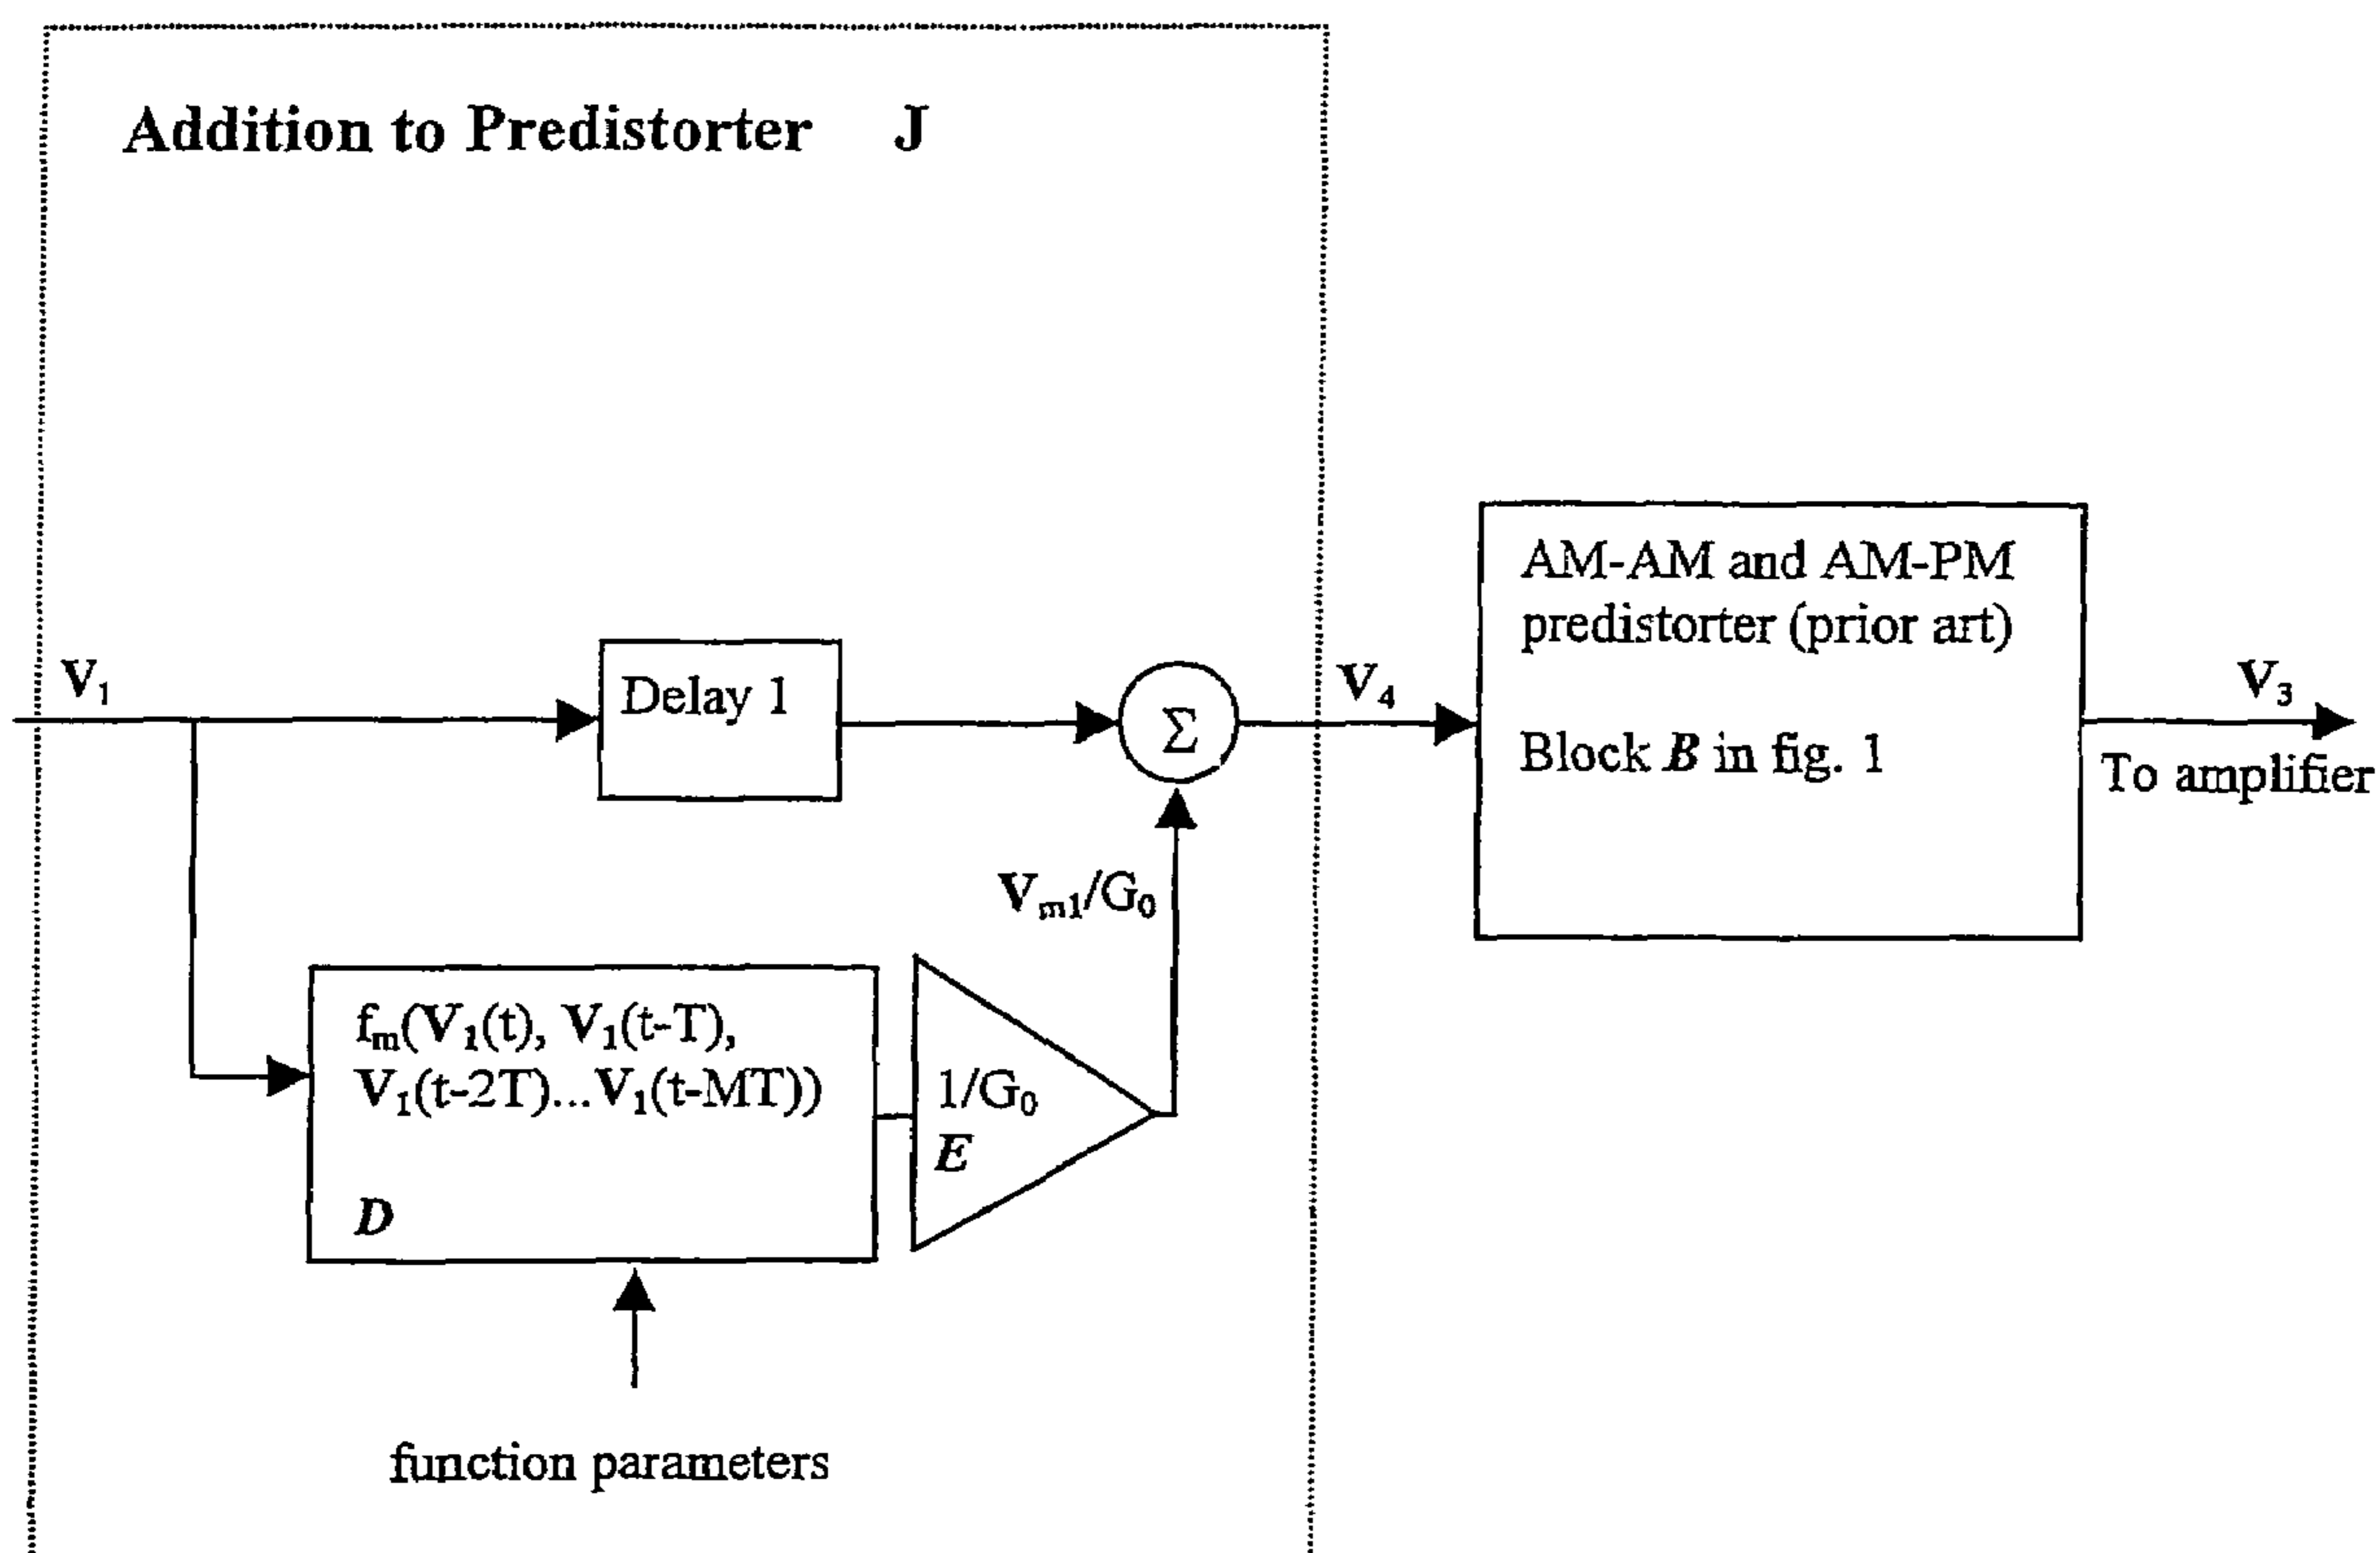 Addition to Predistorter J
V₁
Delay 1
Σ
V₄
AM-AM and AM-PM
predistorter (prior art)
Block B in fig. 1
V₃
To amplifier
Vₘ₁/G₀
fₘ(V₁(t), V₁(t-T),
V₁(t-2T)...V₁(t-MT))
D
1/G₀
E
function parameters